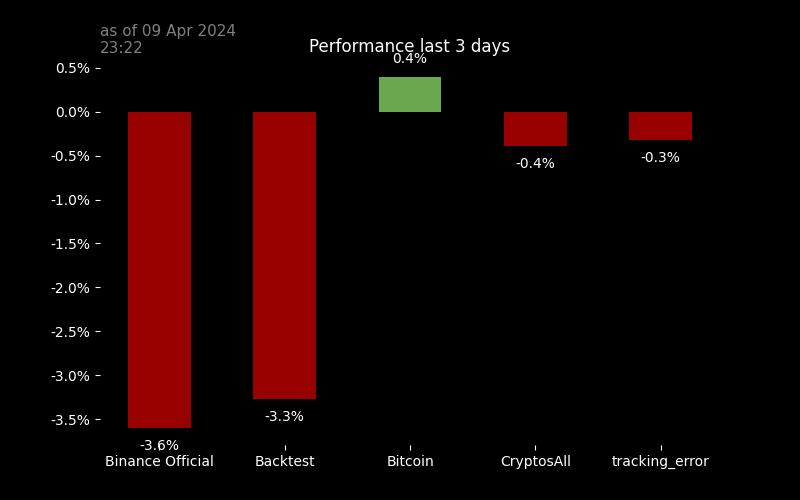 as of 09 Apr 2024
23:22
Performance last 3 days
0.5%
0.0%
-0.5%
-1.0%
-1.5%
-2.0%
-2.5%
-3.0%
-3.5%
-3.6%
-3.3%
0.4%
-0.4%
-0.3%
Binance Official
Backtest
Bitcoin
CryptosAll
tracking_error